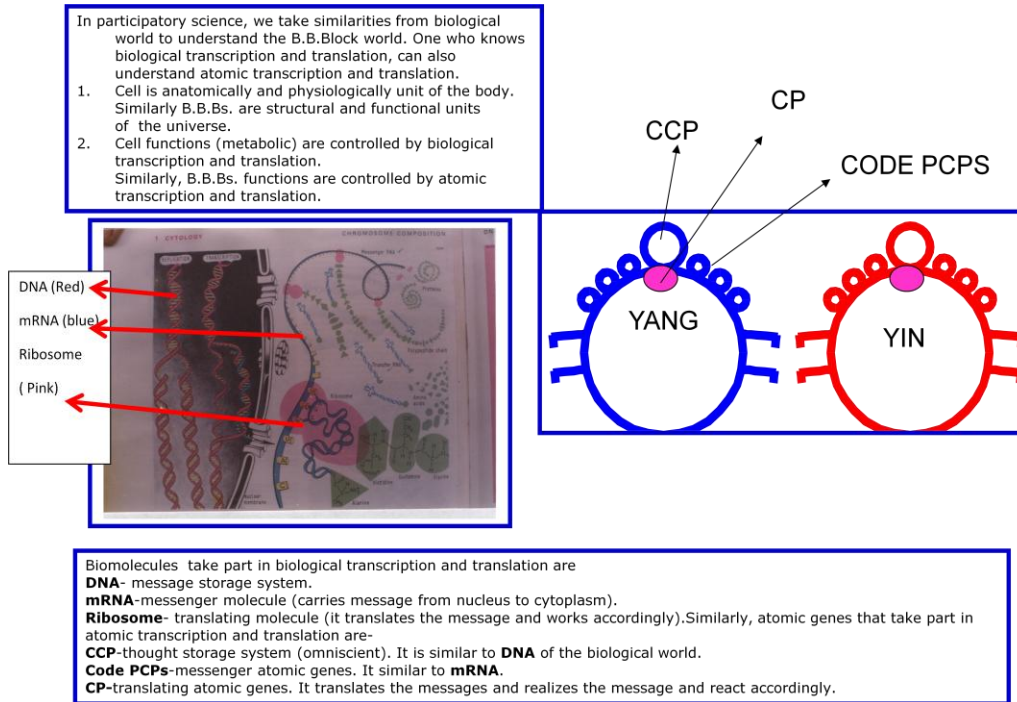 In participatory science, we take similarities from biological
world to understand the B.B.Block world. One who knows
biological transcription and translation, can also
understand atomic transcription and translation.
1. Cell is anatomically and physiologically unit of the body.
Similarly B.B.Bs. are structural and functional units
of the universe.
2. Cell functions (metabolic) are controlled by biological
transcription and translation.
Similarly, B.B.Bs. functions are controlled by atomic
transcription and translation.
CP
CCP
CODE PCPS
YANG
YIN
DNA (Red)
mRNA (blue)
Ribosome
( Pink)
1 CYTOLOGY
CHROMOSOME COMPOSITION
Ribosome
Biomolecules take part in biological transcription and translation are
DNA- message storage system.
mRNA-messenger molecule (carries message from nucleus to cytoplasm).
Ribosome- translating molecule (it translates the message and works accordingly).Similarly, atomic genes that take part in
atomic transcription and translation are-
CCP-thought storage system (omniscient). It is similar to DNA of the biological world.
Code PCPs-messenger atomic genes. It similar to mRNA.
CP-translating atomic genes. It translates the messages and realizes the message and react accordingly.